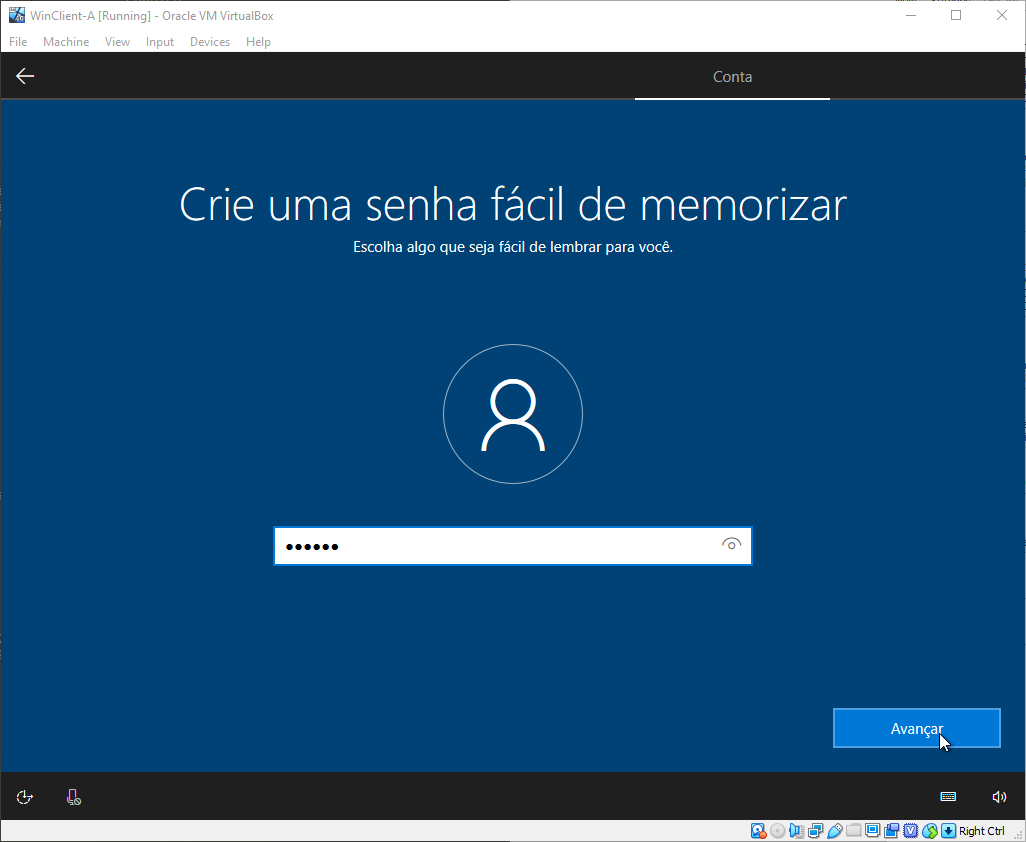 WinClient-A [Running] - Oracle VM VirtualBox
File Machine View Input Devices Help
Conta
Crie uma senha fácil de memorizar
Escolha algo que seja fácil de lembrar para você.
••••••
Avançar
Right Ctrl